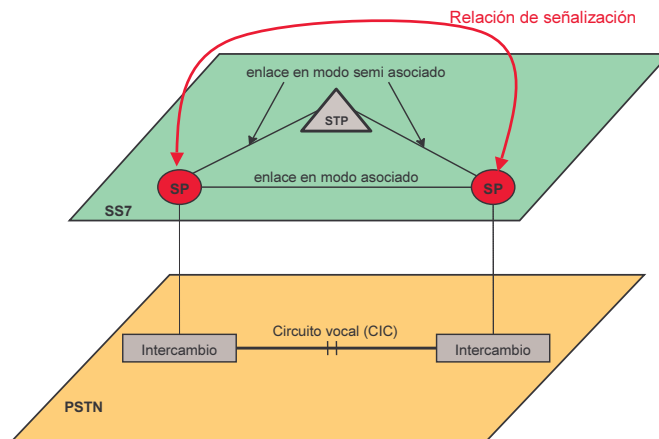 Relación de señalización
enlace en modo semi asociado
STP
SP
enlace en modo asociado
SP
SS7
Circuito vocal (CIC)
Intercambio
Intercambio
PSTN